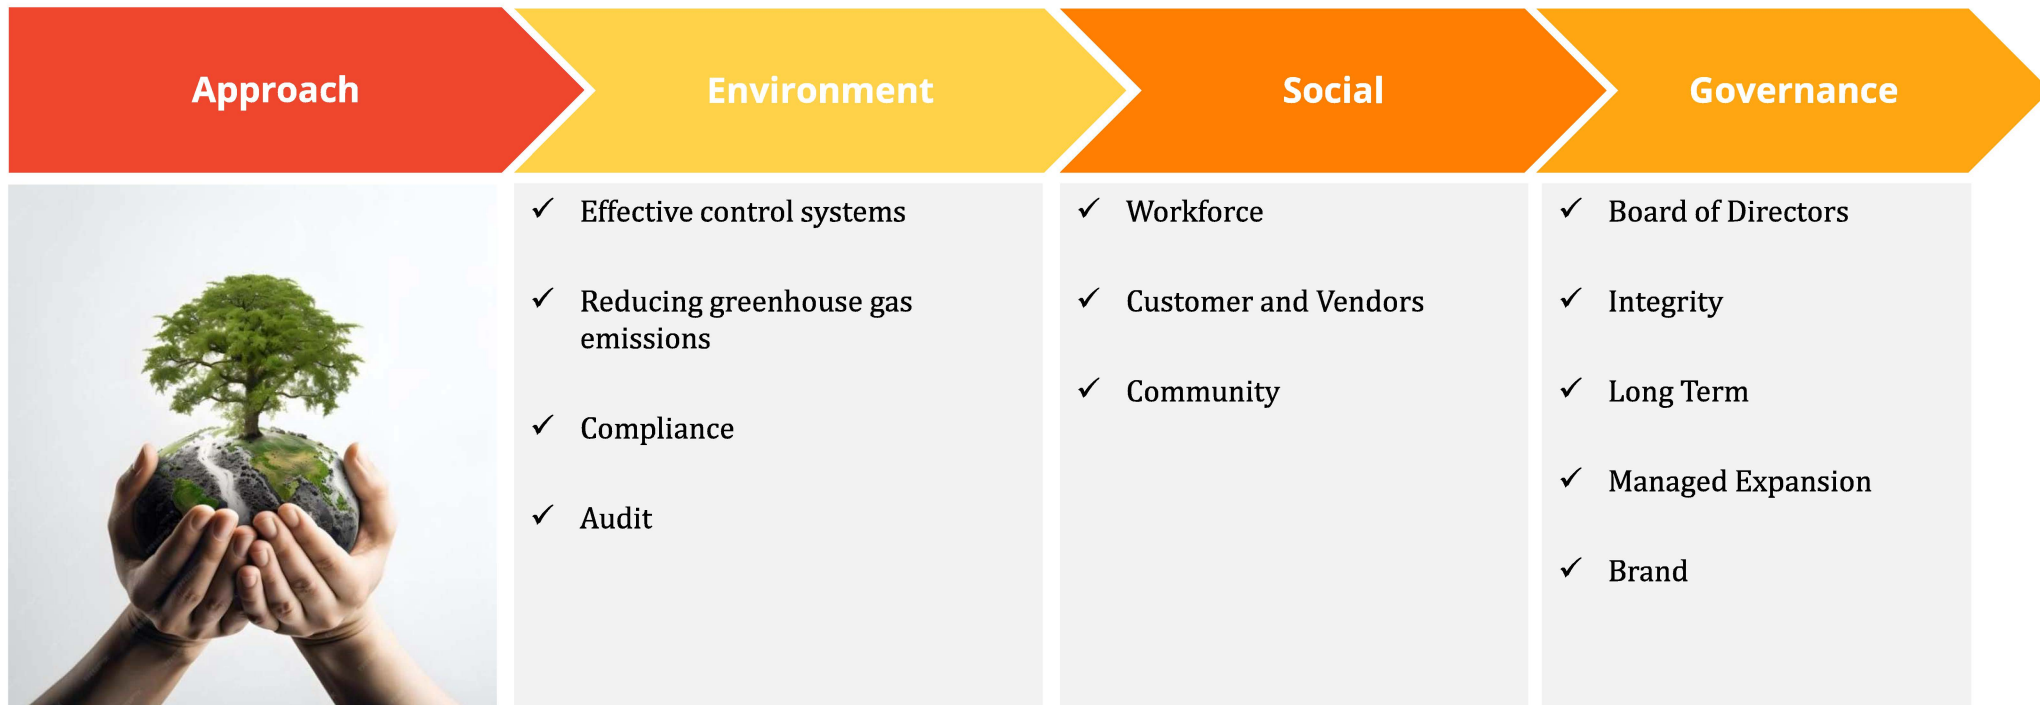 Approach
Environment
Social
Governance
✓ Effective control systems
✓ Reducing greenhouse gas
emissions
✓ Compliance
✓ Audit
✓ Workforce
✓ Customer and Vendors
✓ Community
✓ Board of Directors
✓ Integrity
✓ Long Term
✓ Managed Expansion
✓ Brand